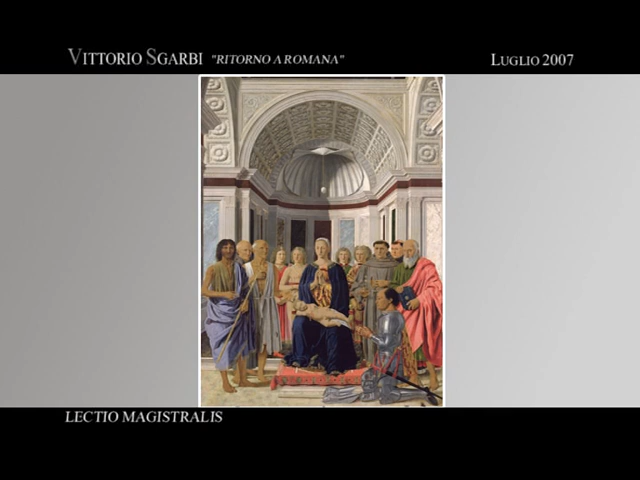 VITTORIO SGARBI "RITORNO A ROMANA"
LUGLIO 2007
LECTIO MAGISTRALIS